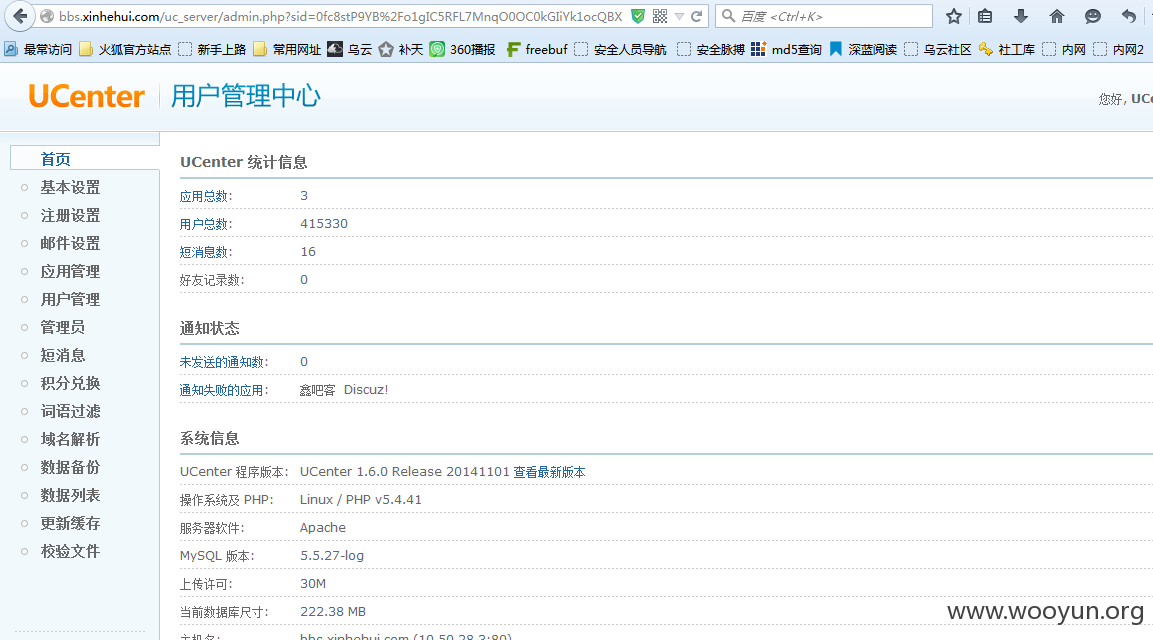 bbs.xinhehui.com/uc_server/admin.php?sid=0fc8stP9YB%2Fo1gIC5RFL7MnqO0OC0kGIiYk1ocQBX
百度 <Ctrl+K>
最常访问 火狐官方站点 新手上路 常用网址 乌云 补天 360播报 freebuf 安全人员导航 安全脉搏 md5查询 深蓝阅读 乌云社区 社工库 内网 内网2
UCenter 用户管理中心
您好, UCe
首页
基本设置
注册设置
邮件设置
应用管理
用户管理
管理员
短消息
积分兑换
词语过滤
域名解析
数据备份
数据列表
更新缓存
校验文件
UCenter 统计信息
应用总数: 3
用户总数: 415330
短消息数: 16
好友记录数: 0
通知状态
未发送的通知数: 0
通知失败的应用: 鑫吧客 Discuz!
系统信息
UCenter 程序版本: UCenter 1.6.0 Release 20141101 查看最新版本
操作系统及 PHP: Linux / PHP v5.4.41
服务器软件: Apache
MySQL 版本: 5.5.27-log
上传许可: 30M
当前数据库尺寸: 222.38 MB
主机名: bbs.xinhehui.com (10.50.28.3:80)
www.wooyun.org